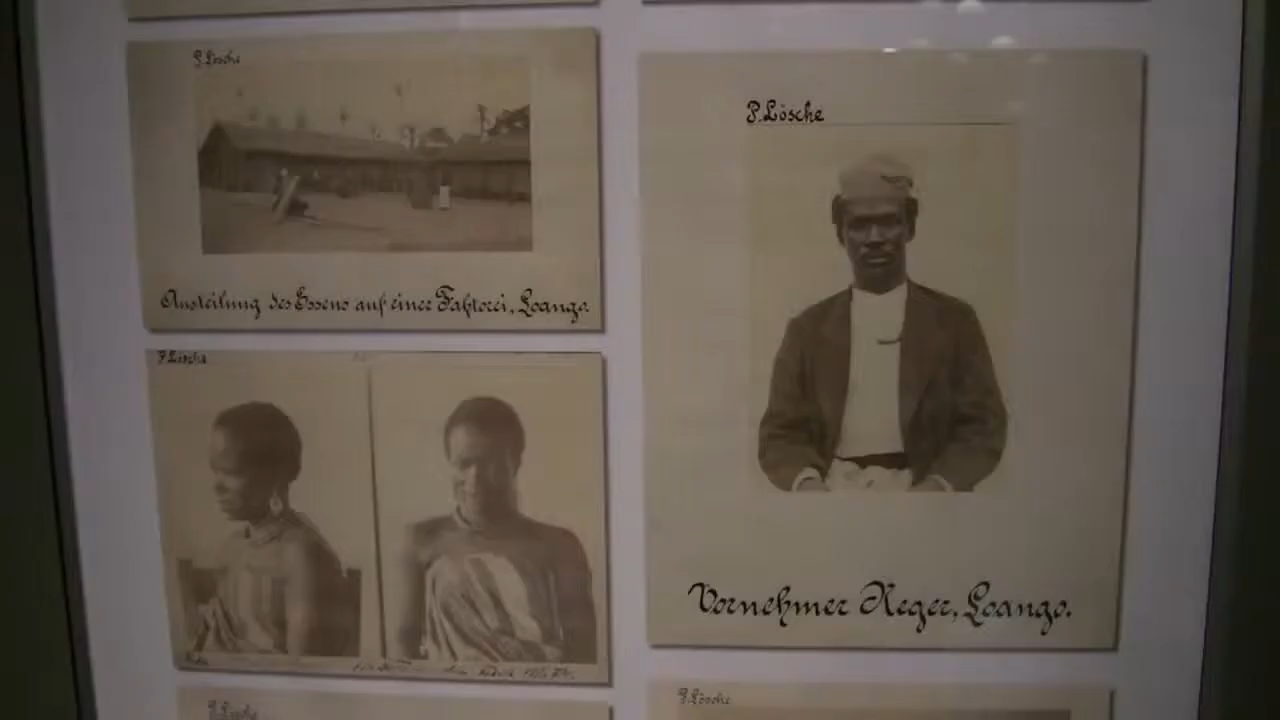 P.Lösche
Austeilung des Essens auf einer Faktorei, Loango.
P.Lösche
P.Lösche
Vornehmer Neger, Loango.
P.Lösche
P.Lösche